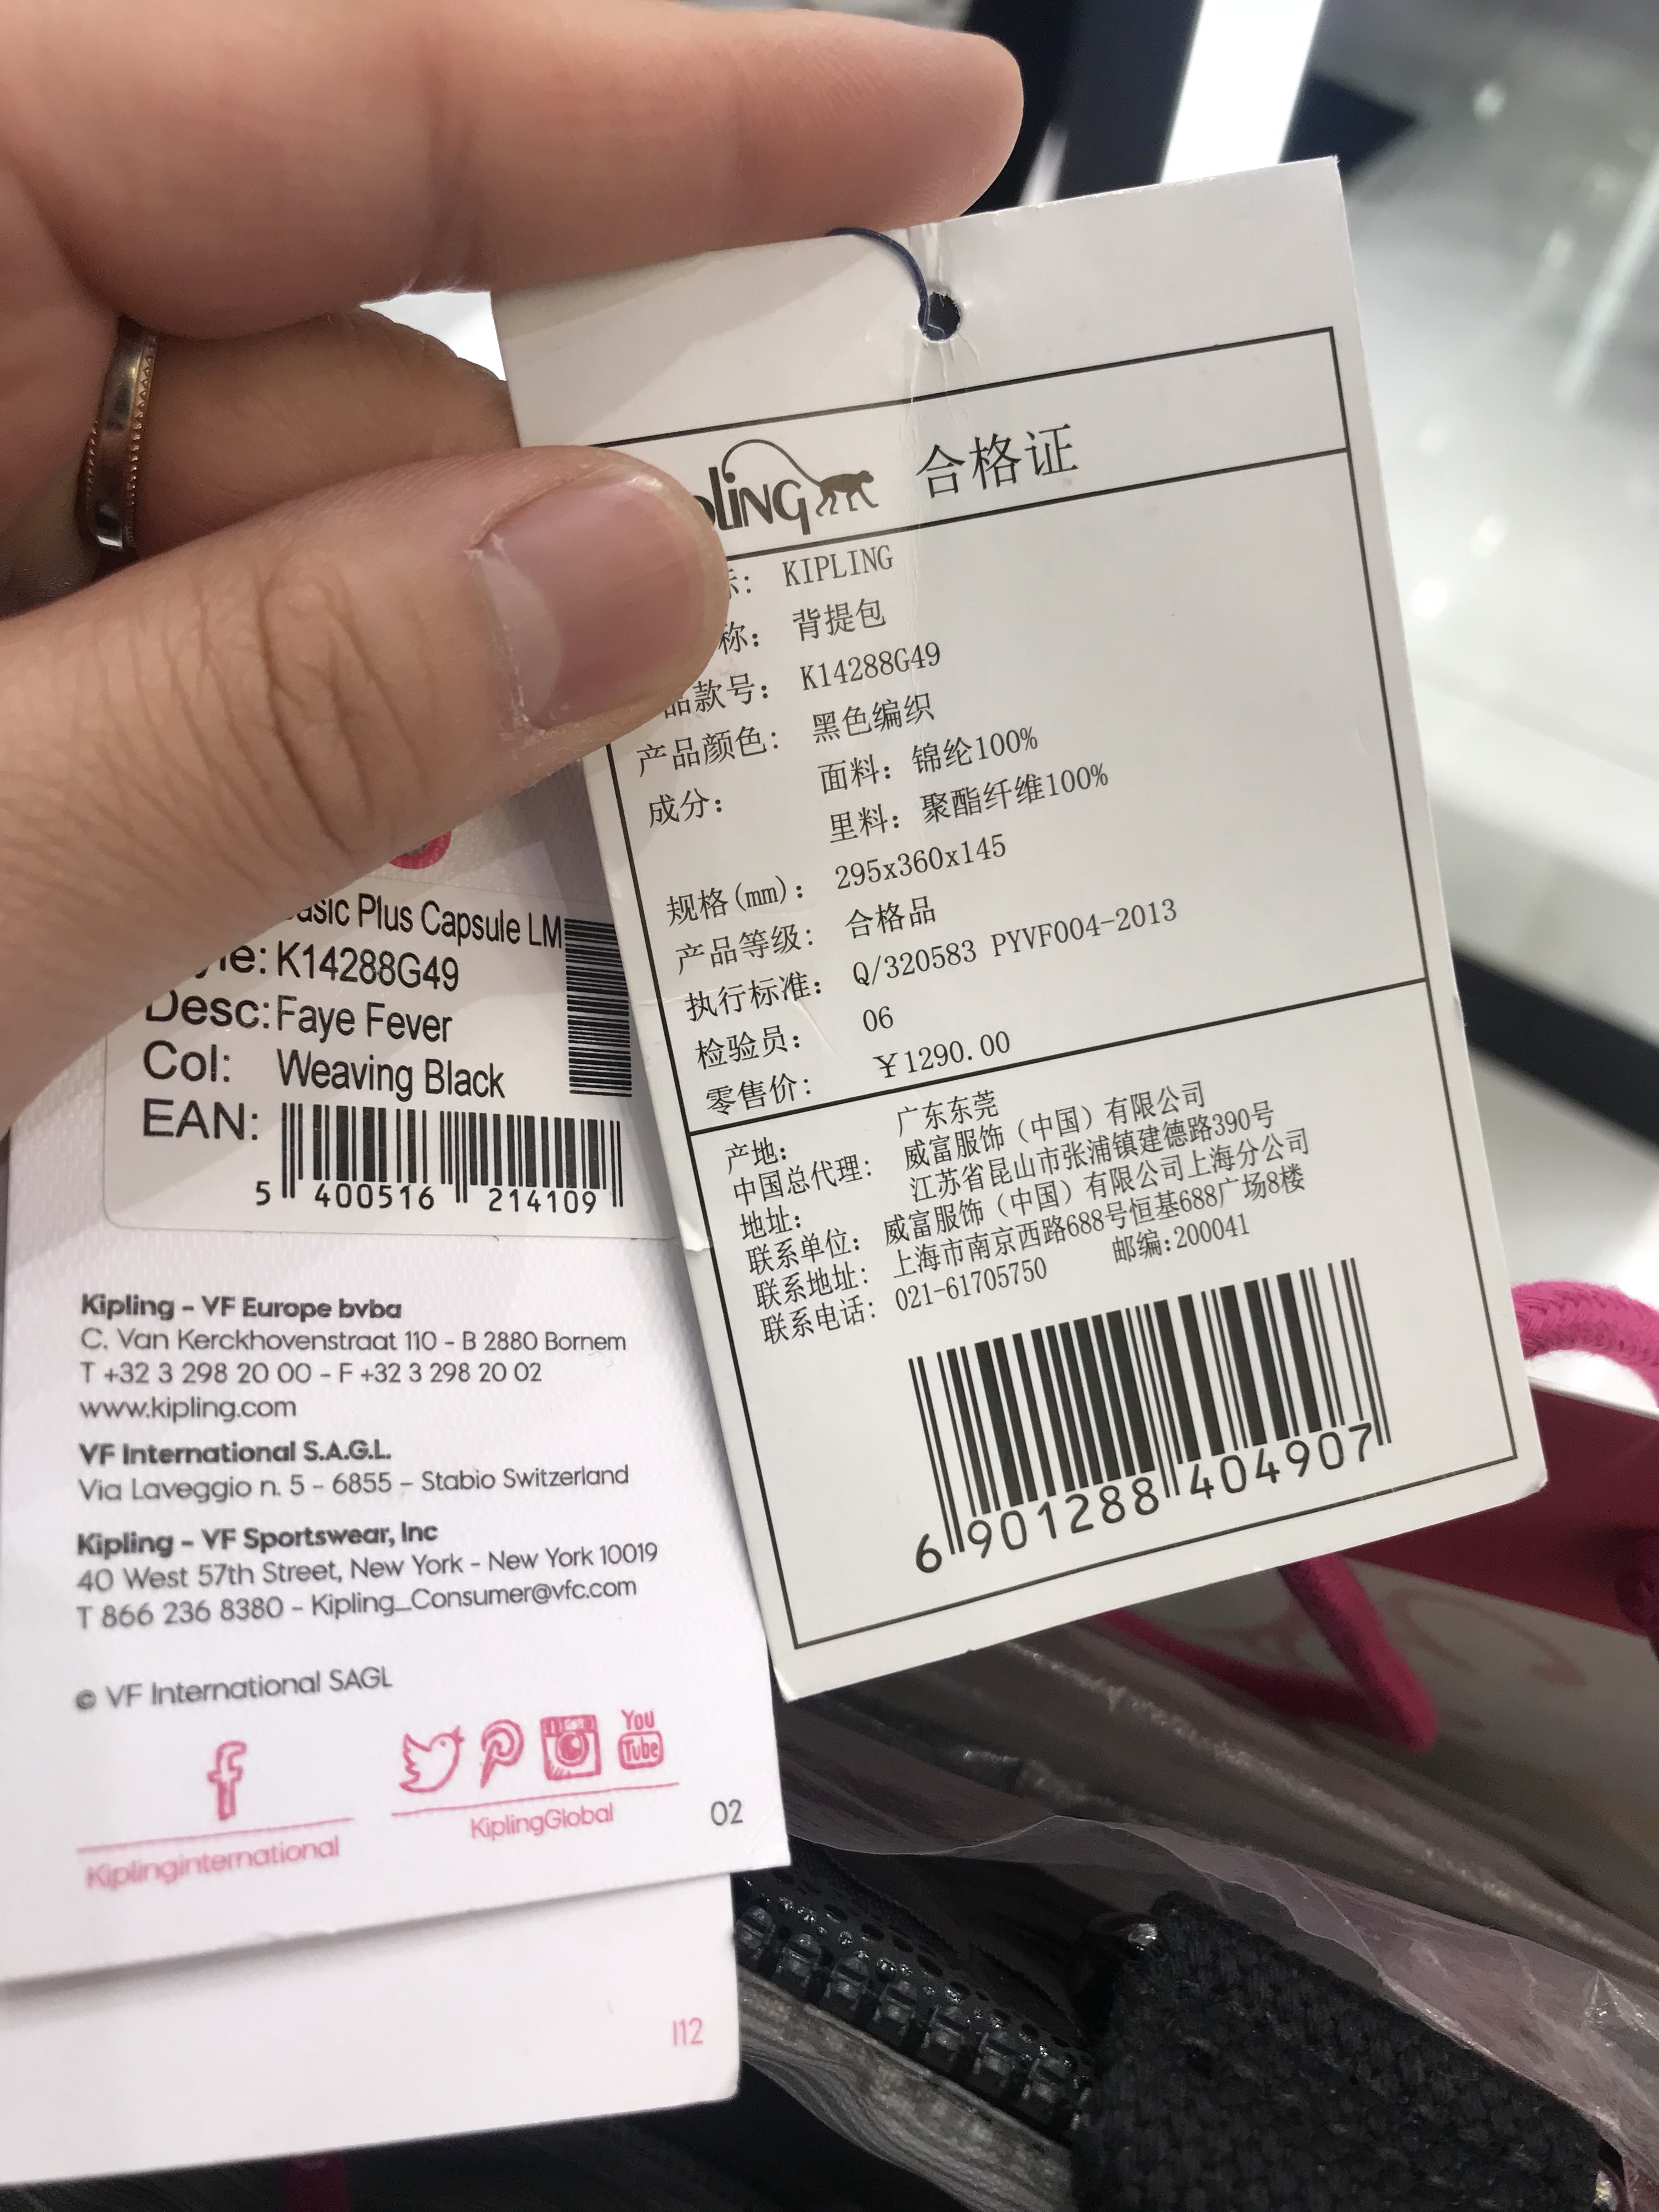 合格证
KIPLING
称： 背提包
品款号： K14288G49
产品颜色： 黑色编织
成分： 面料：锦纶100%
里料：聚酯纤维100%
规格(mm)： 295x360x145
产品等级： 合格品
执行标准： Q/320583 PYVF004-2013
检验员： 06
零售价： ￥1290.00
产地： 广东东莞
中国总代理： 威富服饰（中国）有限公司
地址： 江苏省昆山市张浦镇建德路390号
联系单位： 威富服饰（中国）有限公司上海分公司
联系地址： 上海市南京西路688号恒基688广场8楼
联系电话： 021-61705750 邮编:200041
6 901288 404907
Plus Capsule LM
K14288G49
Desc: Faye Fever
Col: Weaving Black
EAN:
5 400516 214109
Kipling - VF Europe bvba
C. Van Kerckhovenstraat 110 - B 2880 Bornem
T +32 3 298 20 00 - F +32 3 298 20 02
www.kipling.com
VF International S.A.G.L.
Via Laveggio n. 5 - 6855 – Stabio Switzerland
Kipling - VF Sportswear, Inc
40 West 57th Street, New York - New York 10019
T 866 236 8380 - Kipling_Consumer@vfc.com
© VF International SAGL
You
Tube
Kiplinginternational
KiplingGlobal
02
112